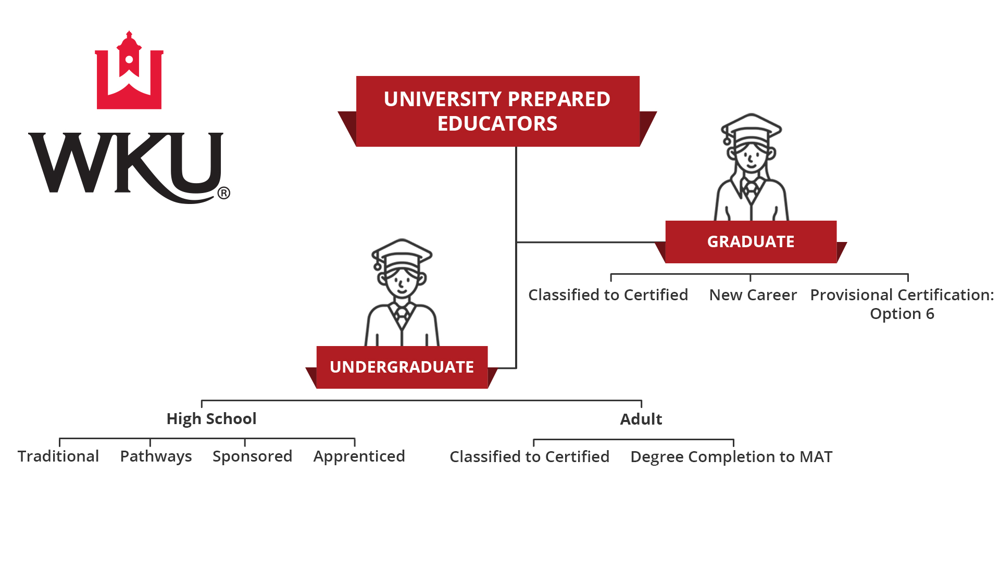 WKU®
UNIVERSITY PREPARED
EDUCATORS
GRADUATE
Classified to Certified
New Career
Provisional Certification:
Option 6
UNDERGRADUATE
High School
Adult
Traditional
Pathways
Sponsored
Apprenticed
Classified to Certified
Degree Completion to MAT